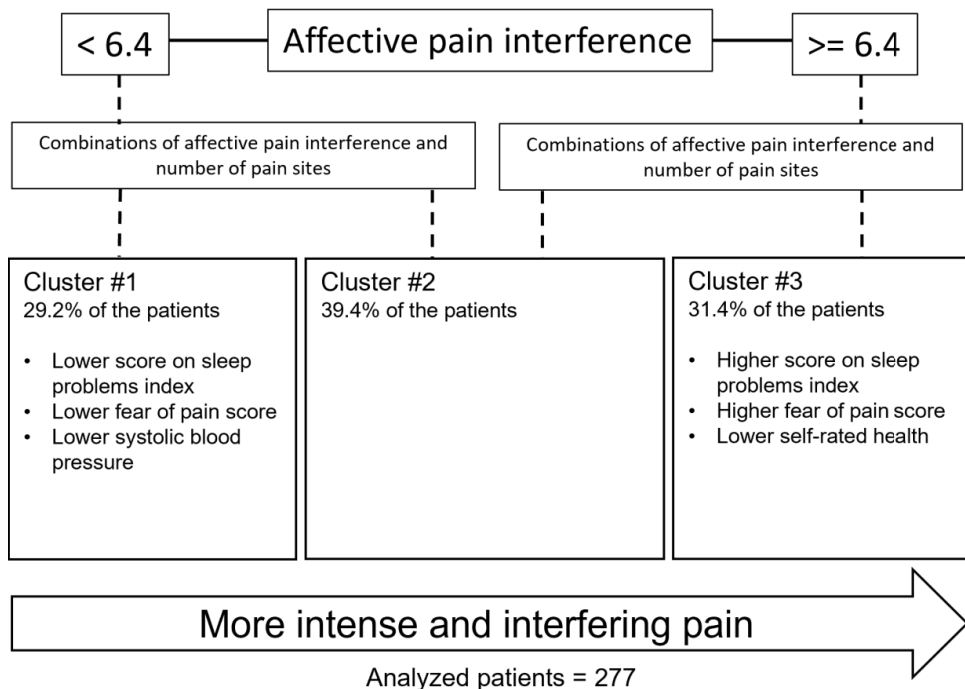 < 6.4
Affective pain interference
>= 6.4
Combinations of affective pain interference and
number of pain sites
Combinations of affective pain interference and
number of pain sites
Cluster #1
29.2% of the patients
• Lower score on sleep
problems index
• Lower fear of pain score
• Lower systolic blood
pressure
Cluster #2
39.4% of the patients
Cluster #3
31.4% of the patients
• Higher score on sleep
problems index
• Higher fear of pain score
• Lower self-rated health
More intense and interfering pain
Analyzed patients = 277